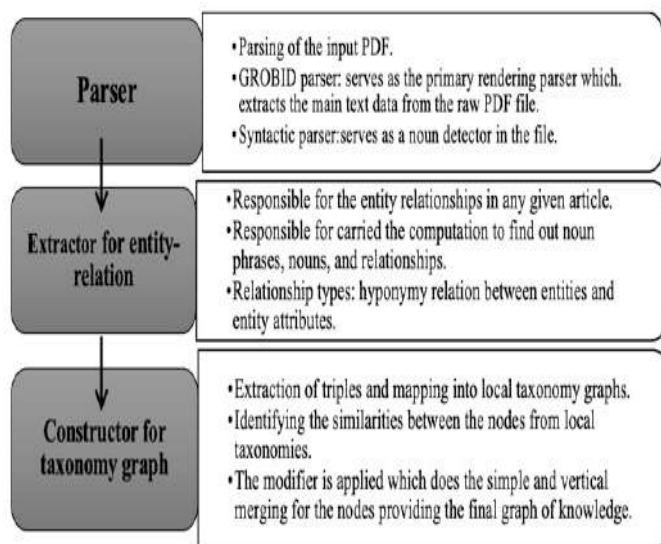 Parser
•Parsing of the input PDF.
•GROBID parser: serves as the primary rendering parser which.
extracts the main text data from the raw PDF file.
•Syntactic parser:serves as a noun detector in the file.
Extractor for entity-
relation
•Responsible for the entity relationships in any given article.
•Responsible for carried the computation to find out noun
phrases, nouns, and relationships.
•Relationship types: hyponymy relation between entities and
entity attributes.
Constructor for
taxonomy graph
•Extraction of triples and mapping into local taxonomy graphs.
•Identifying the similarities between the nodes from local
taxonomies.
•The modifier is applied which does the simple and vertical
merging for the nodes providing the final graph of knowledge.